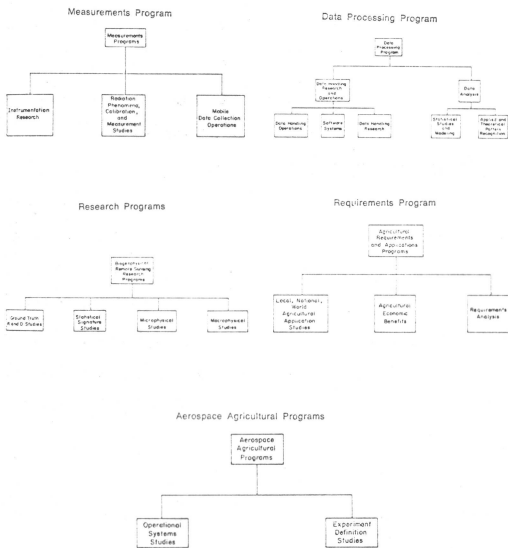 Measurements Program
Measurements
Programs
Instrumentation
Research
Radiation
Phenomena,
Calibration,
and
Measurement
Studies
Mobile
Data Collection
Operations
Data Processing Program
Data
Processing
Program
Data Handling
Research
and
Operations
Data
Analysis
Data Handling
Operations
Software
Systems
Data Handling
Research
Statistical
Studies
and
Modeling
Applied and
Theoretical
Pattern
Recognition
Research Programs
Biogeophysical
Remote Sensing
Research
Programs
Ground Truth
R and D Studies
Statistical
Signature
Studies
Microphysical
Studies
Macrophysical
Studies
Requirements Program
Agricultural
Requirements
and Applications
Programs
Local, National,
World
Agricultural
Application
Studies
Agricultural
Economic
Benefits
Requirements
Analysis
Aerospace Agricultural Programs
Aerospace
Agricultural
Programs
Operational
Systems
Studies
Experiment
Definition
Studies